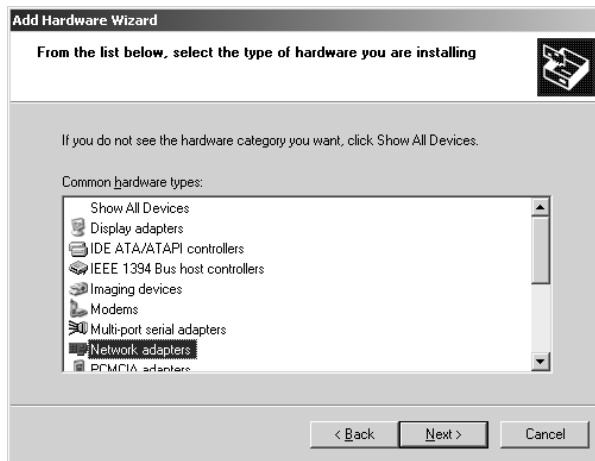 Add Hardware Wizard
From the list below, select the type of hardware you are installing
If you do not see the hardware category you want, click Show All Devices.
Common hardware types:
Show All Devices
Display adapters
IDE ATA/ATAPI controllers
IEEE 1394 Bus host controllers
Imaging devices
Modems
Multi-port serial adapters
Network adapters
PCMCIA adapters
< Back Next > Cancel